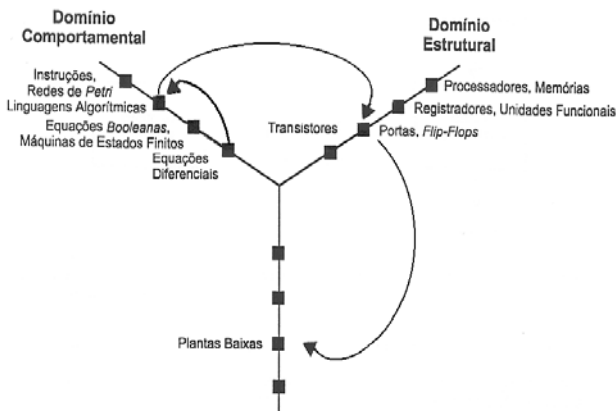 Domínio
Comportamental
Domínio
Estrutural
Instruções,
Redes de Petri
Linguagens Algorítmicas
Equações Booleanas,
Máquinas de Estados Finitos
Equações
Diferenciais
Transistores
Processadores, Memórias
Registradores, Unidades Funcionais
Portas, Flip-Flops
Plantas Baixas